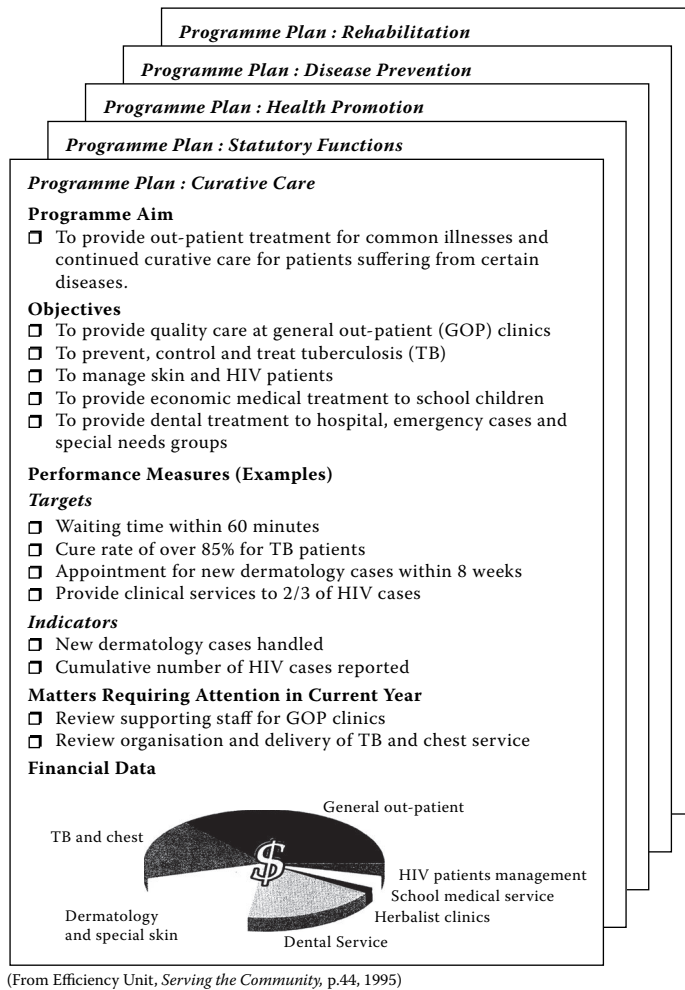 Programme Plan : Rehabilitation
Programme Plan : Disease Prevention
Programme Plan : Health Promotion
Programme Plan : Statutory Functions
Programme Plan : Curative Care
Programme Aim
❒ To provide out-patient treatment for common illnesses and
continued curative care for patients suffering from certain
diseases.
Objectives
❒ To provide quality care at general out-patient (GOP) clinics
❒ To prevent, control and treat tuberculosis (TB)
❒ To manage skin and HIV patients
❒ To provide economic medical treatment to school children
❒ To provide dental treatment to hospital, emergency cases and
special needs groups
Performance Measures (Examples)
Targets
❒ Waiting time within 60 minutes
❒ Cure rate of over 85% for TB patients
❒ Appointment for new dermatology cases within 8 weeks
❒ Provide clinical services to 2/3 of HIV cases
Indicators
❒ New dermatology cases handled
❒ Cumulative number of HIV cases reported
Matters Requiring Attention in Current Year
❒ Review supporting staff for GOP clinics
❒ Review organisation and delivery of TB and chest service
Financial Data
General out-patient
TB and chest
$
HIV patients management
School medical service
Herbalist clinics
Dermatology
and special skin
Dental Service
(From Efficiency Unit, Serving the Community, p.44, 1995)